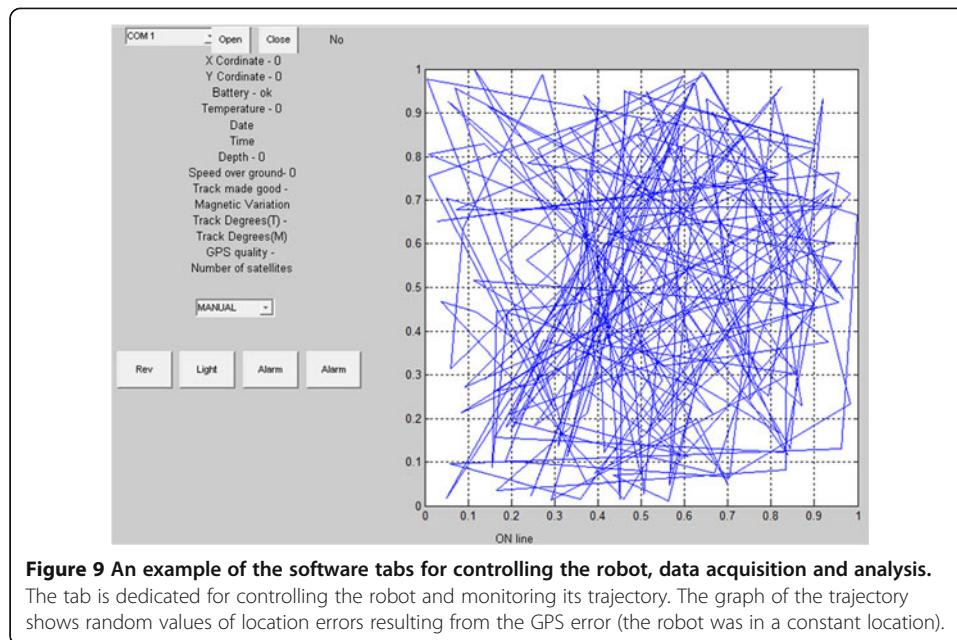 COM 1 Open Close No
X Cordinate - 0
Y Cordinate - 0
Battery - ok
Temperature - 0
Date
Time
Depth - 0
Speed over ground- 0
Track made good -
Magnetic Variation
Track Degrees(T) -
Track Degrees(M)
GPS quality -
Number of satellites
MANUAL
Rev Light Alarm Alarm
1
0.9
0.8
0.7
0.6
0.5
0.4
0.3
0.2
0.1
0
0 0.1 0.2 0.3 0.4 0.5 0.6 0.7 0.8 0.9 1
ON line
Figure 9 An example of the software tabs for controlling the robot, data acquisition and analysis.
The tab is dedicated for controlling the robot and monitoring its trajectory. The graph of the trajectory
shows random values of location errors resulting from the GPS error (the robot was in a constant location).